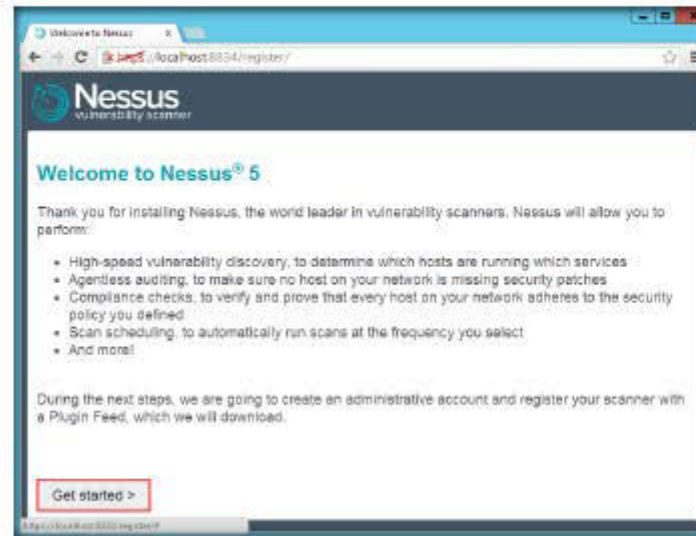 Welcome to Nessus
https://localhost:8834/register/
Nessus
vulnerability scanner
Welcome to Nessus® 5
Thank you for installing Nessus, the world leader in vulnerability scanners. Nessus will allow you to
perform:
High-speed vulnerability discovery, to determine which hosts are running which services
Agentless auditing, to make sure no host on your network is missing security patches
Compliance checks, to verify and prove that every host on your network adheres to the security
policy you defined
Scan scheduling, to automatically run scans at the frequency you select
And more!
During the next steps, we are going to create an administrative account and register your scanner with
a Plugin Feed, which we will download.
Get started >
https://localhost:8834/register/#